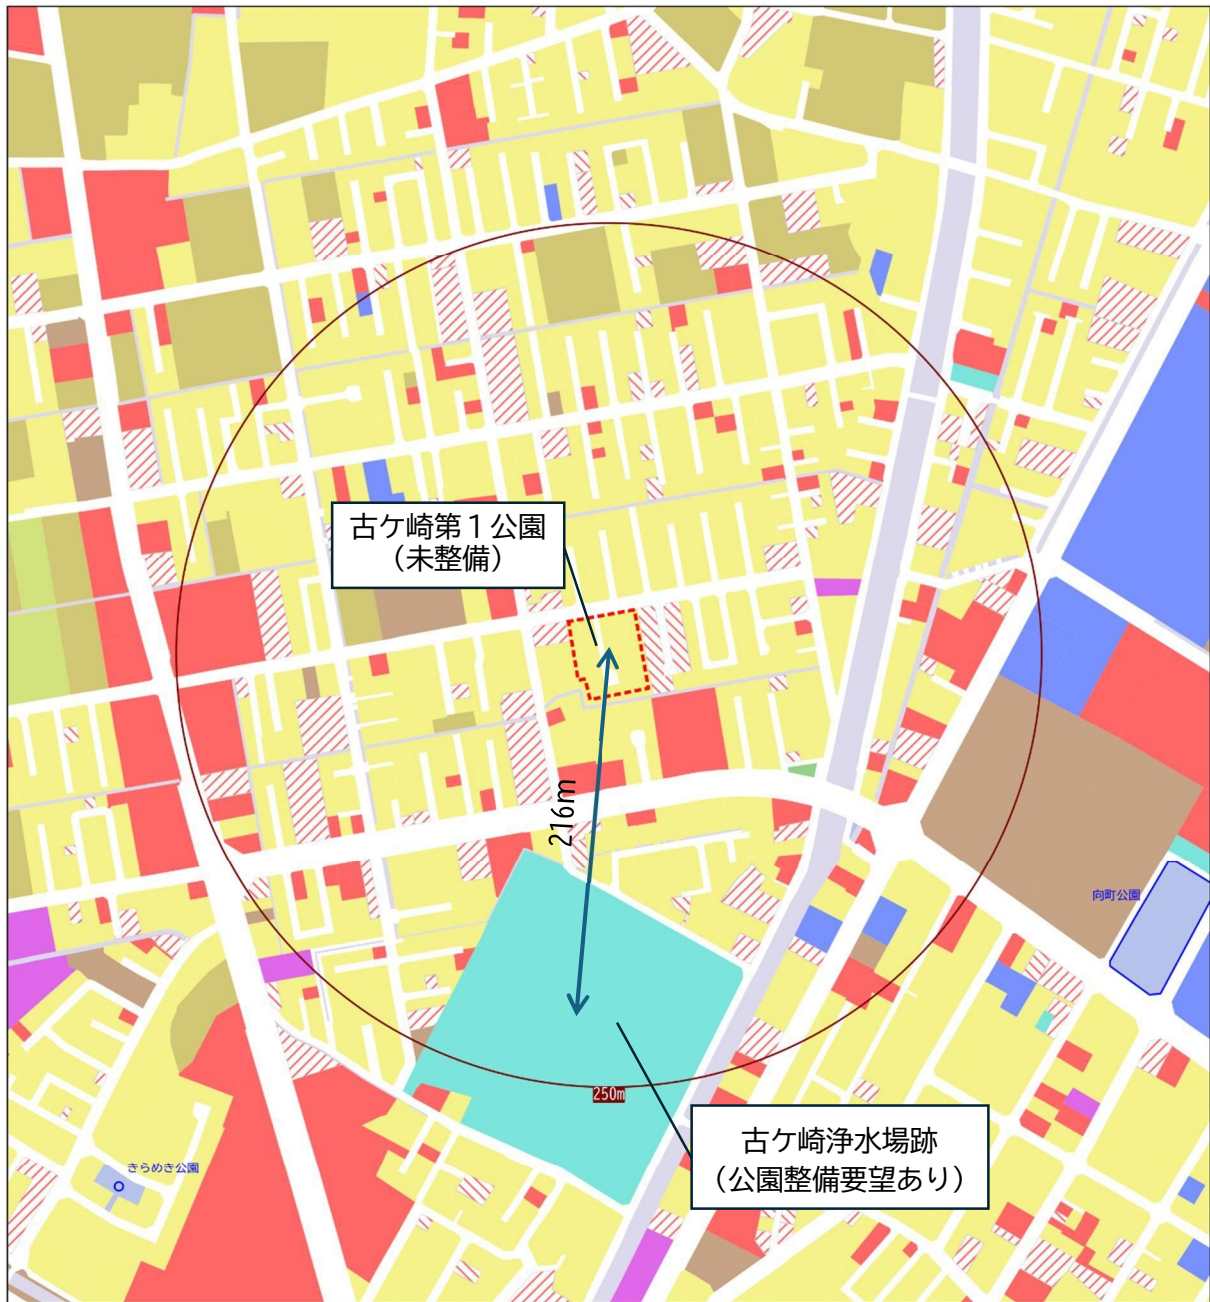 古ケ崎第１公園
（未整備）
216m
向町公園
250m
古ケ崎浄水場跡
（公園整備要望あり）
きらめき公園